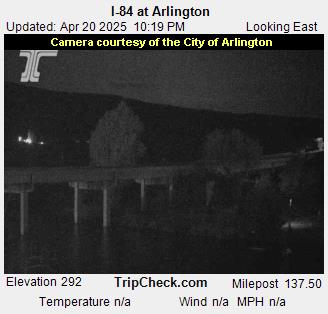 I-84 at Arlington
Updated: Apr 20 2025 10:19 PM Looking East
Camera courtesy of the City of Arlington
Elevation 292 TripCheck.com Milepost 137.50
Temperature n/a Wind n/a MPH n/a